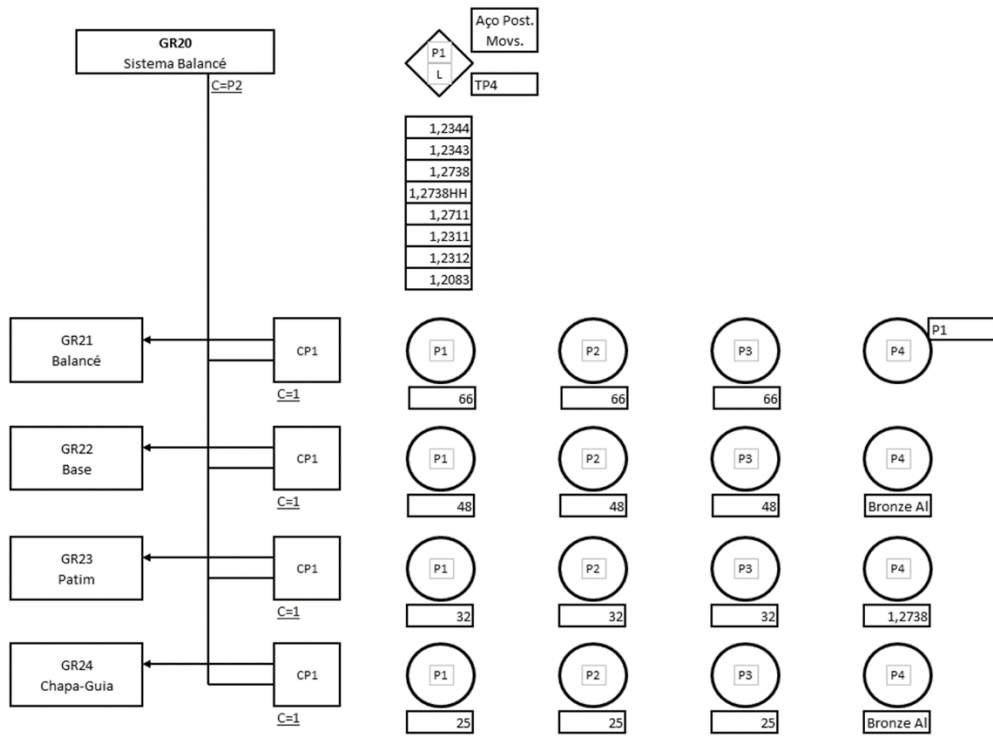 GR20
Sistema Balancé
C=P2
P1
L
Aço Post.
Movs.
TP4
1,2344
1,2343
1,2738
1,2738HH
1,2711
1,2311
1,2312
1,2083
GR21
Balancé
CP1
C=1
P1
66
P2
66
P3
66
P4
P1
GR22
Base
CP1
C=1
P1
48
P2
48
P3
48
P4
Bronze Al
GR23
Patim
CP1
C=1
P1
32
P2
32
P3
32
P4
1,2738
GR24
Chapa-Guia
CP1
C=1
P1
25
P2
25
P3
25
P4
Bronze Al